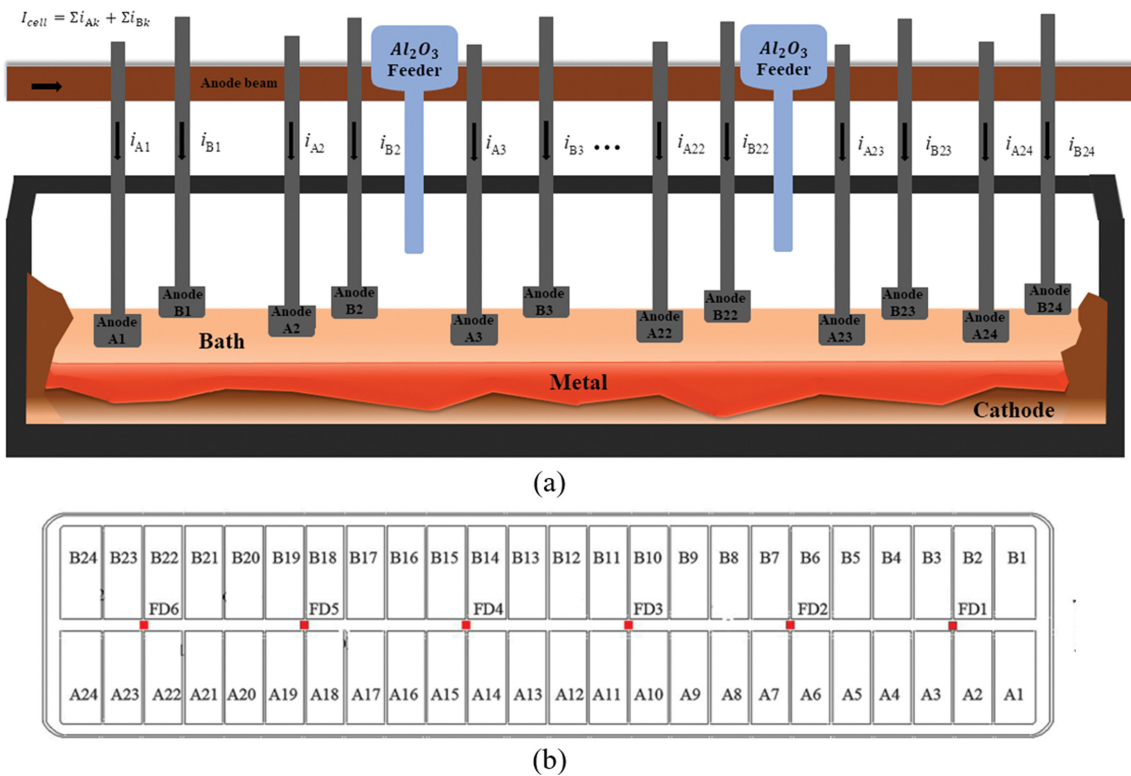 I_cell = Σi_Ak + Σi_Bk
Al₂O₃
Feeder
Al₂O₃
Feeder
Anode beam
i_A1 i_B1 i_A2 i_B2 i_A3 i_B3 ••• i_A22 i_B22 i_A23 i_B23 i_A24 i_B24
Anode
B1
Anode
B2
Anode
B3
Anode
B22
Anode
B23
Anode
B24
Anode
A1
Anode
A2
Anode
A3
Anode
A22
Anode
A23
Anode
A24
Bath
Metal
Cathode
(a)
B24 B23 B22 B21 B20 B19 B18 B17 B16 B15 B14 B13 B12 B11 B10 B9 B8 B7 B6 B5 B4 B3 B2 B1
FD6 FD5 FD4 FD3 FD2 FD1
A24 A23 A22 A21 A20 A19 A18 A17 A16 A15 A14 A13 A12 A11 A10 A9 A8 A7 A6 A5 A4 A3 A2 A1
(b)